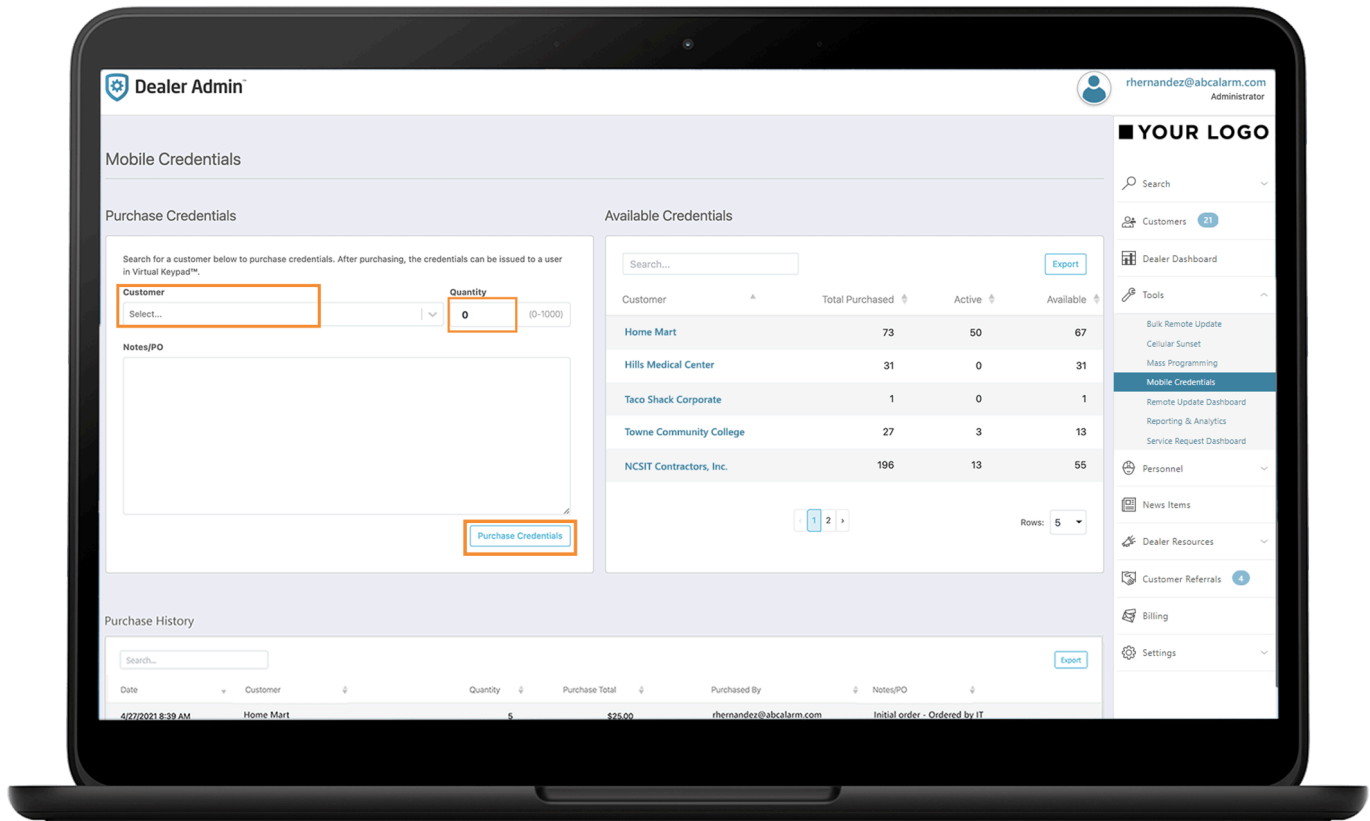 Dealer Admin™
rhernandez@abcalarm.com
Administrator
YOUR LOGO
Mobile Credentials
Purchase Credentials
Search for a customer below to purchase credentials. After purchasing, the credentials can be issued to a user
in Virtual Keypad™.
Customer Quantity
Select... 0 (0-1000)
Notes/PO
Purchase Credentials
Available Credentials
Search... Export
Customer Total Purchased Active Available
Home Mart 73 50 67
Hills Medical Center 31 0 31
Taco Shack Corporate 1 0 1
Towne Community College 27 3 13
NCSIT Contractors, Inc. 196 13 55
‹ 1 2 › Rows: 5
Purchase History
Search... Export
Date Customer Quantity Purchase Total Purchased By Notes/PO
4/27/2021 8:39 AM Home Mart 5 $25.00 rhernandez@abcalarm.com Initial order - Ordered by IT
Search
Customers 21
Dealer Dashboard
Tools
Bulk Remote Update
Cellular Sunset
Mass Programming
Mobile Credentials
Remote Update Dashboard
Reporting & Analytics
Service Request Dashboard
Personnel
News Items
Dealer Resources
Customer Referrals 4
Billing
Settings